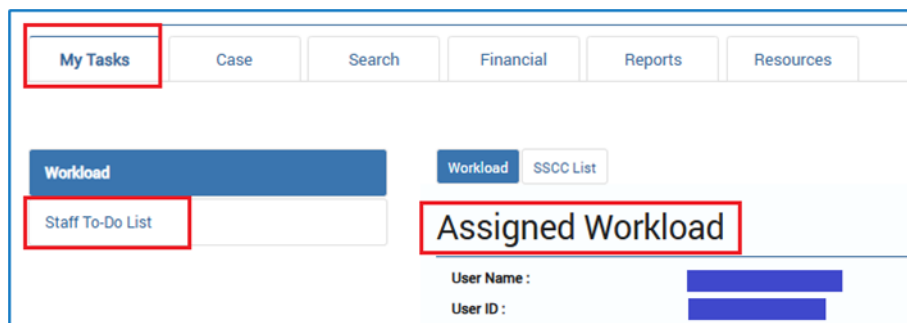 My Tasks Case Search Financial Reports Resources
Workload
Staff To-Do List
Workload SSCC List
Assigned Workload
User Name :
User ID :